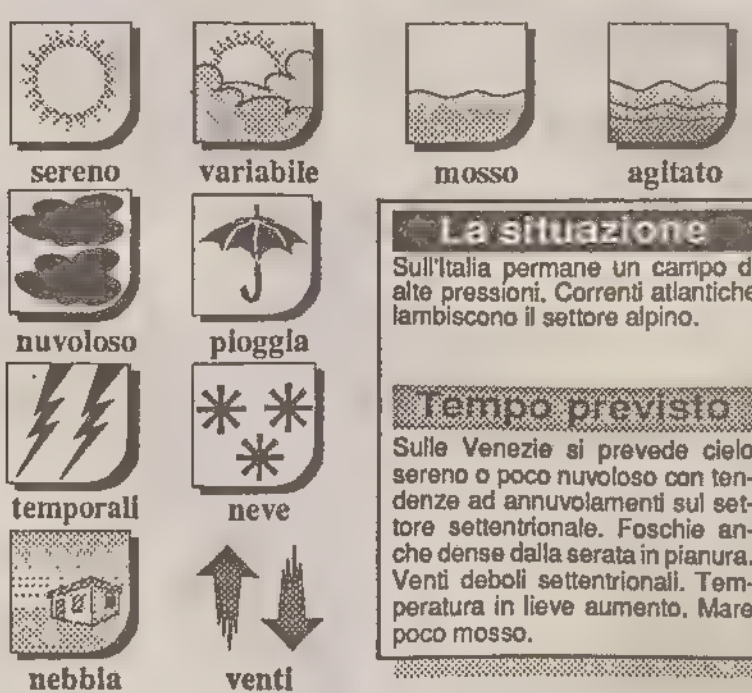 sereno
variabile
mosso
agitato
nuvoloso
pioggia
temporali
neve
nebbia
venti
La situazione
Sull'Italia permane un campo d
alte pressioni. Correnti atlantiche
lambiscono il settore alpino.
Tempo previsto
Sulle Venezie si prevede cielo
sereno o poco nuvoloso con ten-
denze ad annuvolamenti sul set-
tore settentrionale. Foschie an-
che dense dalla serata in pianura.
Venti deboli settentrionali. Tem-
peratura in lieve aumento. Mare
poco mosso.